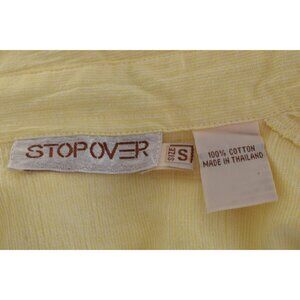 STOPOVER
SIZE S
100% COTTON
MADE IN THAILAND